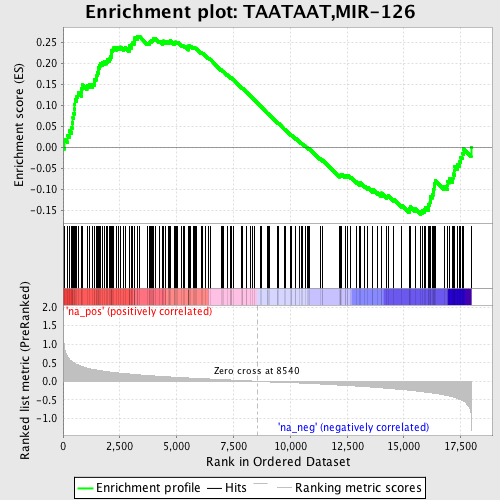 Enrichment plot: TAATAAT,MIR-126
Enrichment score (ES)
0.25
0.20
0.15
0.10
0.05
0.00
-0.05
-0.10
-0.15
Ranked list metric (PreRanked)
2.0
1.5
1.0
0.5
0.0
-0.5
-1.0
'na_pos' (positively correlated)
Zero cross at 8540
'na_neg' (negatively correlated)
0
2,500
5,000
7,500
10,000
12,500
15,000
17,500
Rank in Ordered Dataset
Enrichment profile
Hits
Ranking metric scores